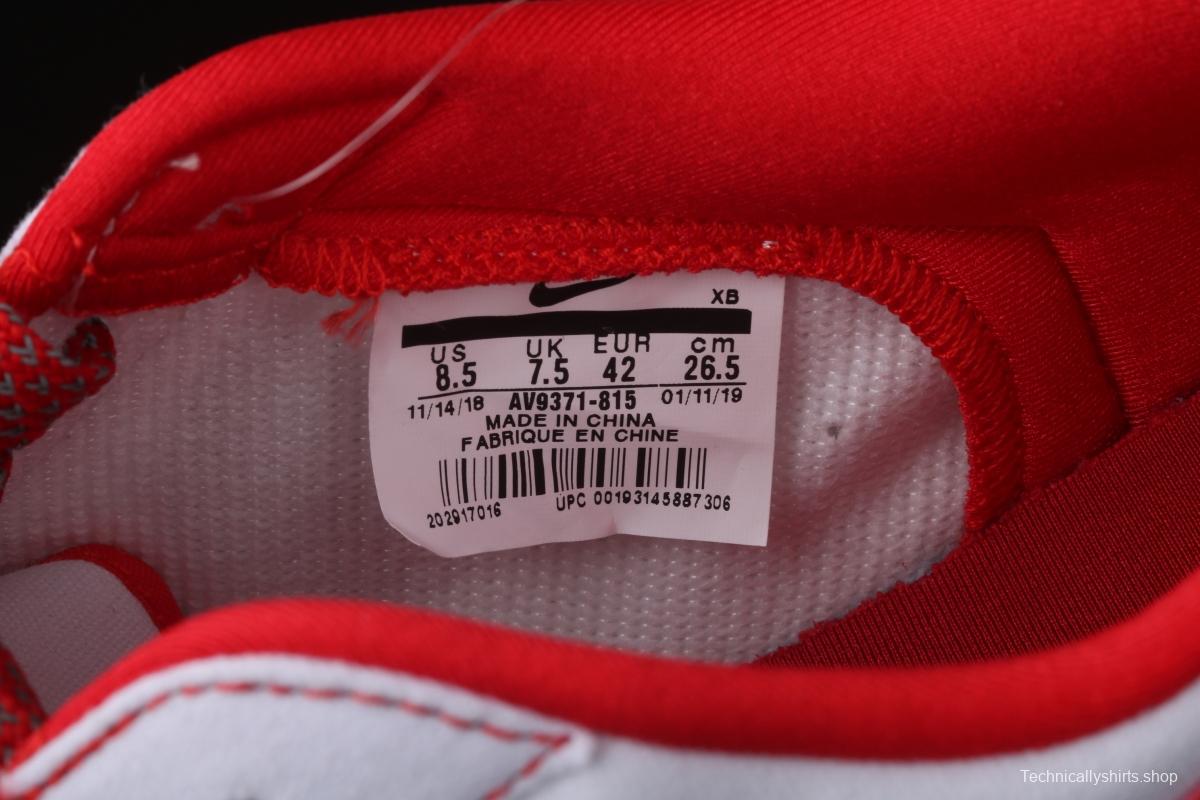 XB
US UK EUR cm
8.5 7.5 42 26.5
11/14/18 AV9371-815 01/11/19
MADE IN CHINA
FABRIQUE EN CHINE
202917016 UPC 00193145887306
Technicallyshirts.shop